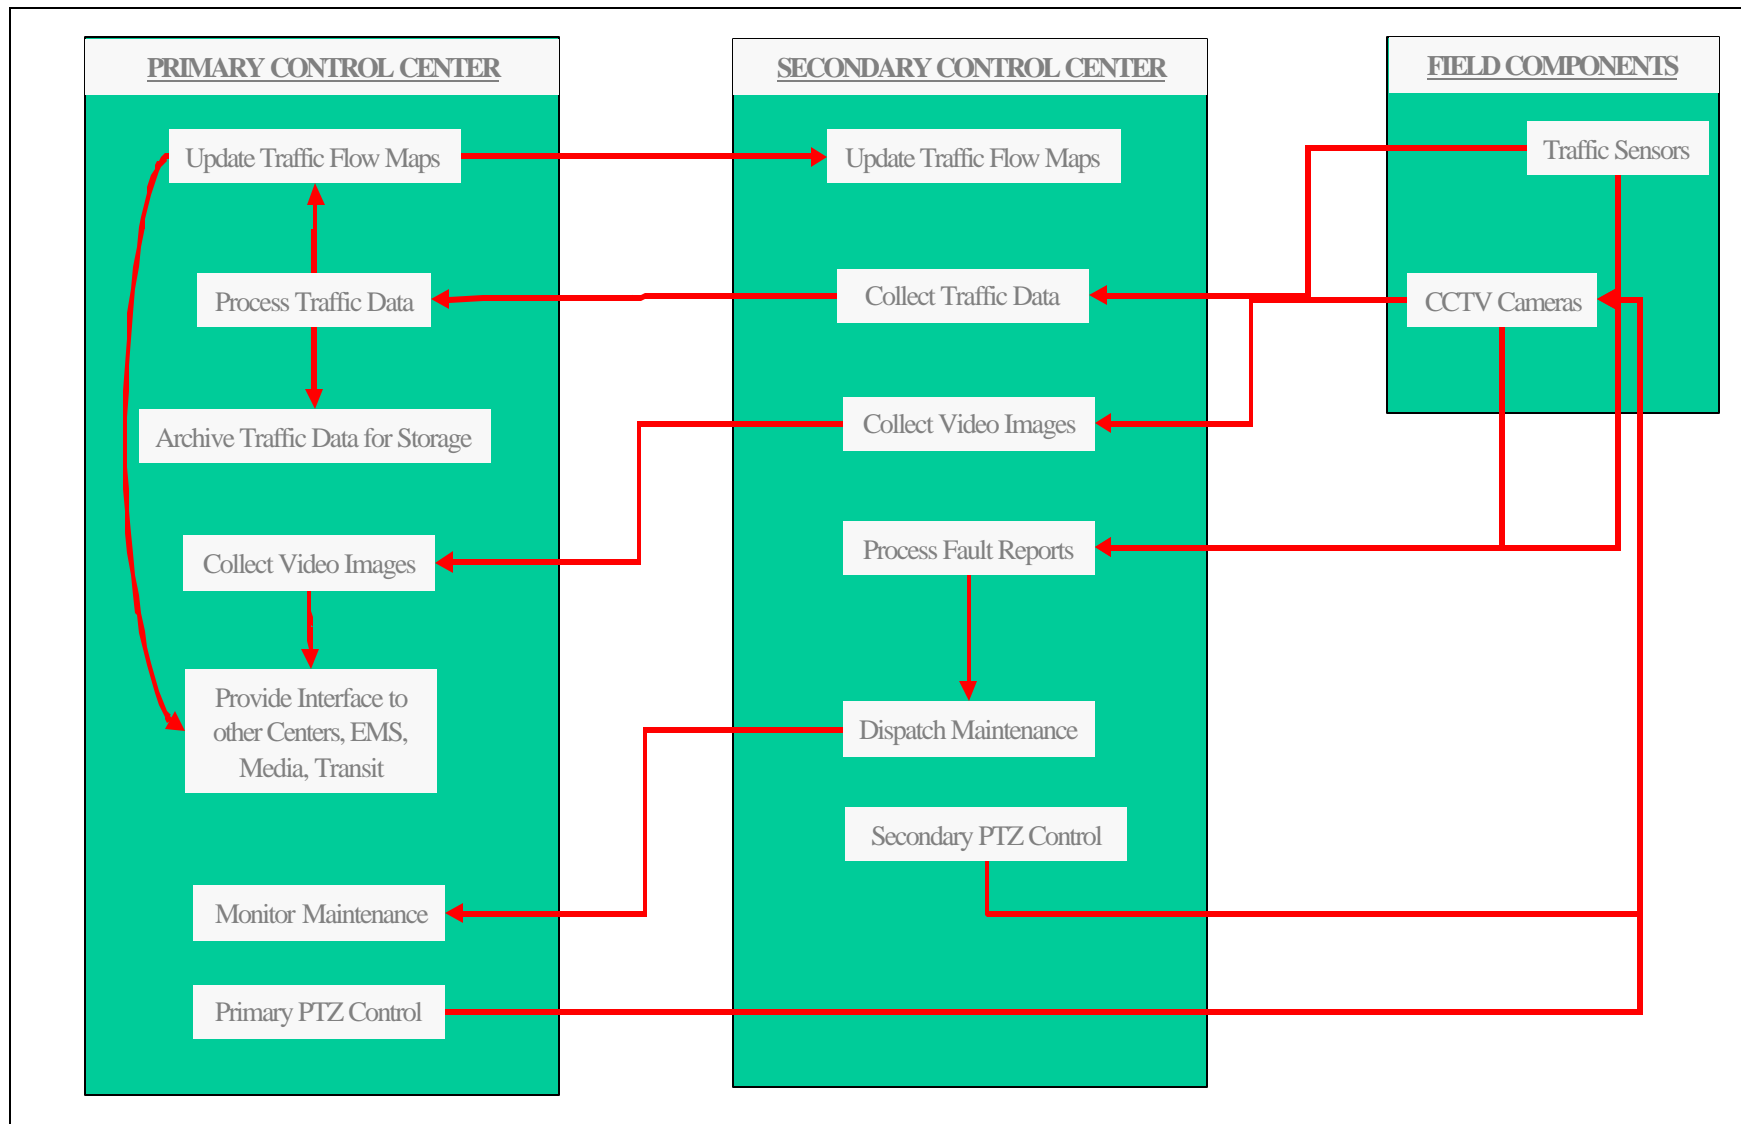 PRIMARY CONTROL CENTER
Update Traffic Flow Maps
Process Traffic Data
Archive Traffic Data for Storage
Collect Video Images
Provide Interface to
other Centers, EMS,
Media, Transit
Monitor Maintenance
Primary PTZ Control
SECONDARY CONTROL CENTER
Update Traffic Flow Maps
Collect Traffic Data
Collect Video Images
Process Fault Reports
Dispatch Maintenance
Secondary PTZ Control
FIELD COMPONENTS
Traffic Sensors
CCTV Cameras